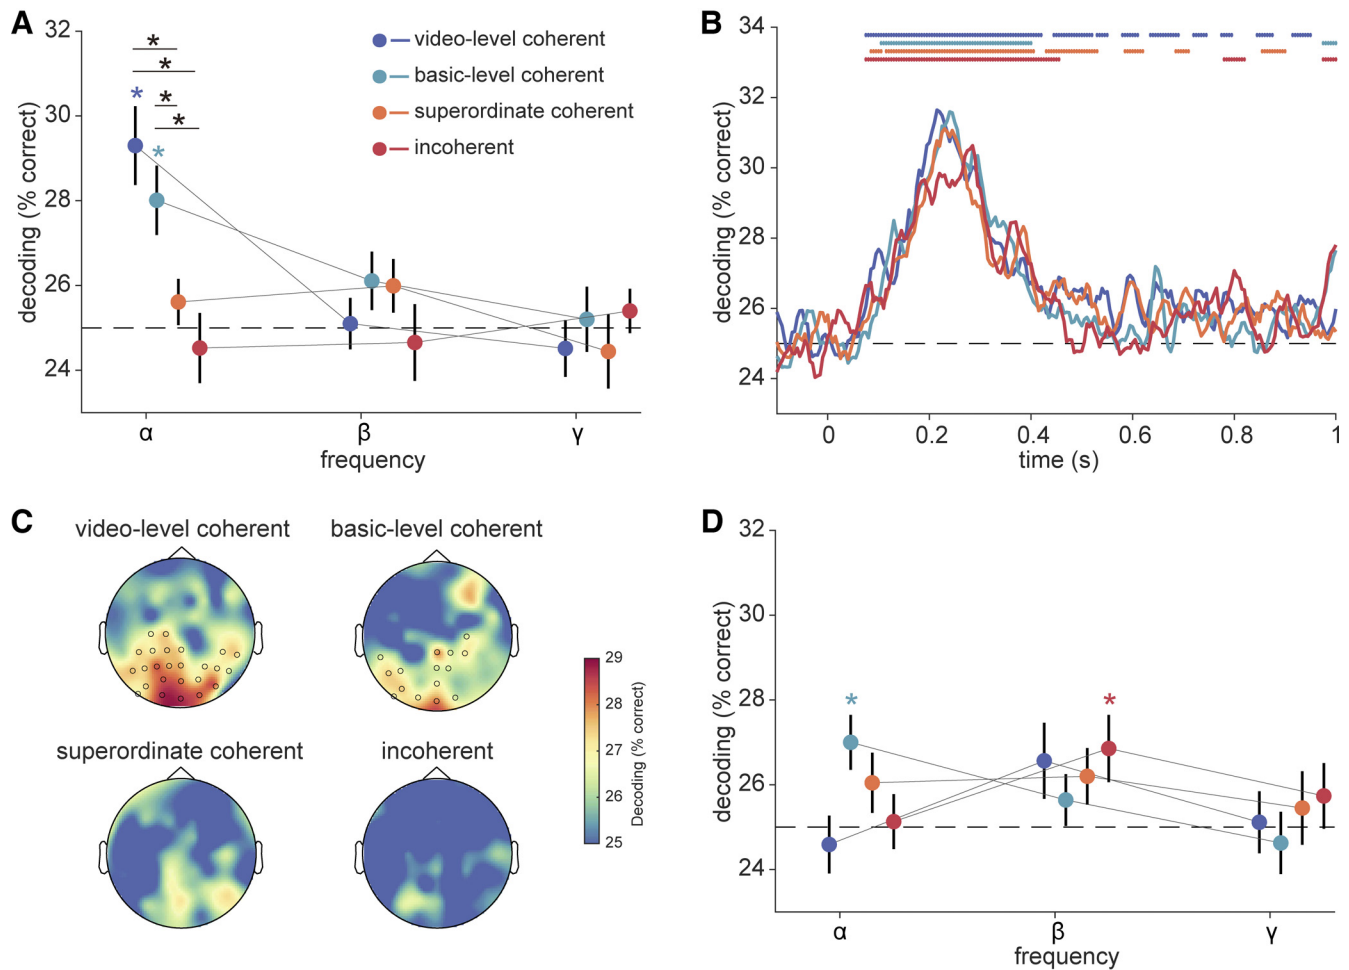 A
32
30
28
26
24
decoding (% correct)
*
*
*
*
*
*
video-level coherent
basic-level coherent
superordinate coherent
incoherent
α
β
γ
frequency
B
34
32
30
28
26
24
decoding (% correct)
0
0.2
0.4
0.6
0.8
1
time (s)
C
video-level coherent
basic-level coherent
superordinate coherent
incoherent
29
28
27
26
25
Decoding (% correct)
D
32
30
28
26
24
decoding (% correct)
*
*
α
β
γ
frequency